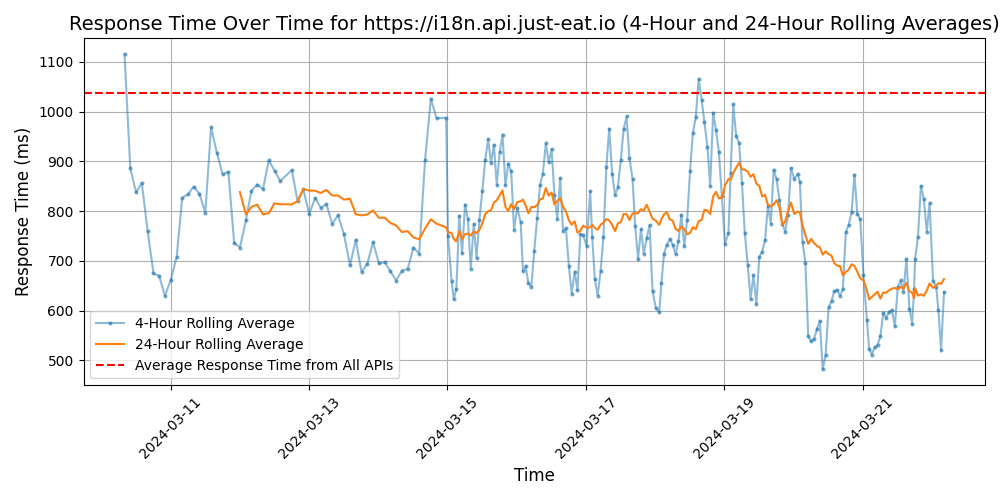 Response Time Over Time for https://i18n.api.just-eat.io (4-Hour and 24-Hour Rolling Averages)
Response Time (ms)
1100
1000
900
800
700
600
500
4-Hour Rolling Average
24-Hour Rolling Average
Average Response Time from All APIs
2024-03-11
2024-03-13
2024-03-15
2024-03-17
2024-03-19
2024-03-21
Time